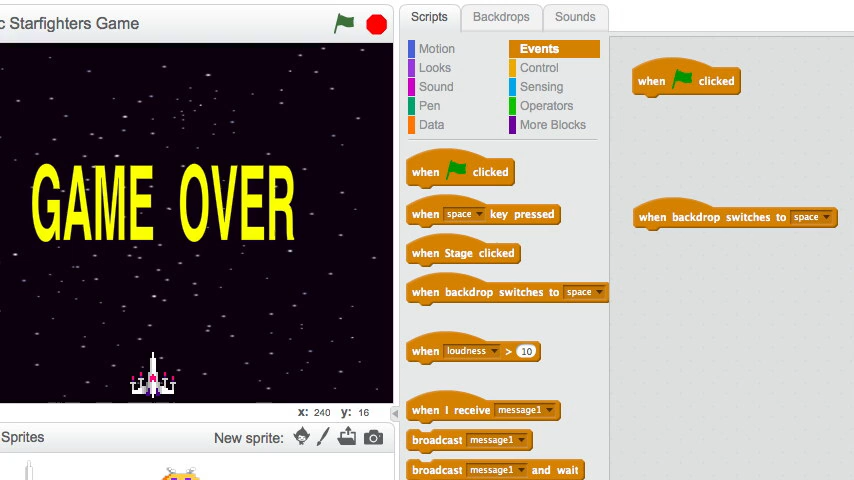 c Starfighters Game
Scripts
Backdrops
Sounds
Motion
Looks
Sound
Pen
Data
Events
Control
Sensing
Operators
More Blocks
when clicked
when space key pressed
when Stage clicked
when backdrop switches to space
when loudness > 10
when I receive message1
broadcast message1
broadcast message1 and wait
when clicked
when backdrop switches to space
GAME OVER
x: 240 y: 16
Sprites
New sprite: